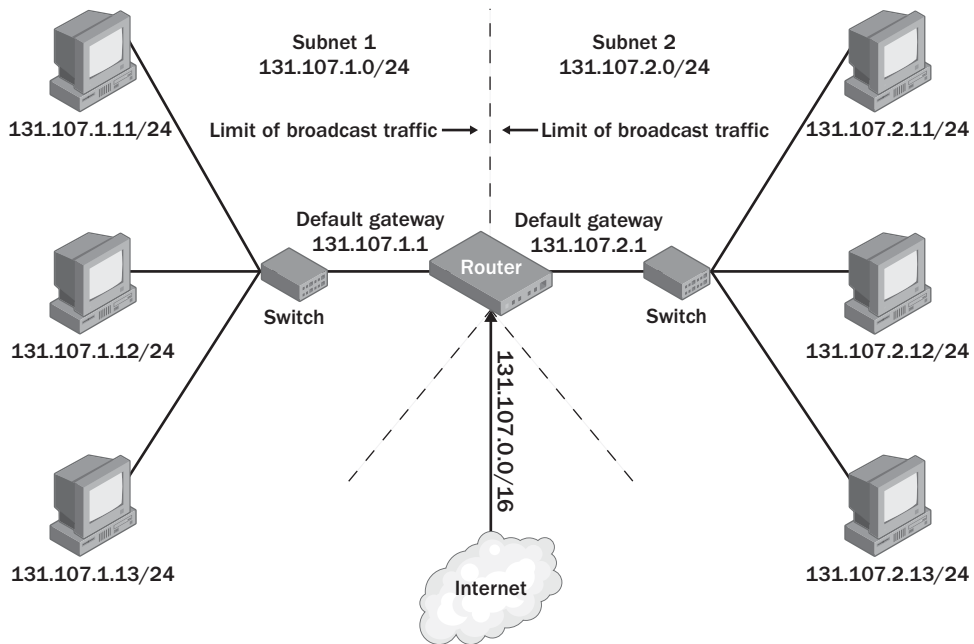 Subnet 1
131.107.1.0/24
Subnet 2
131.107.2.0/24
131.107.1.11/24
Limit of broadcast traffic
Limit of broadcast traffic
131.107.2.11/24
Default gateway
131.107.1.1
Default gateway
131.107.2.1
Router
Switch
Switch
131.107.1.12/24
131.107.2.12/24
131.107.0.0/16
131.107.1.13/24
Internet
131.107.2.13/24